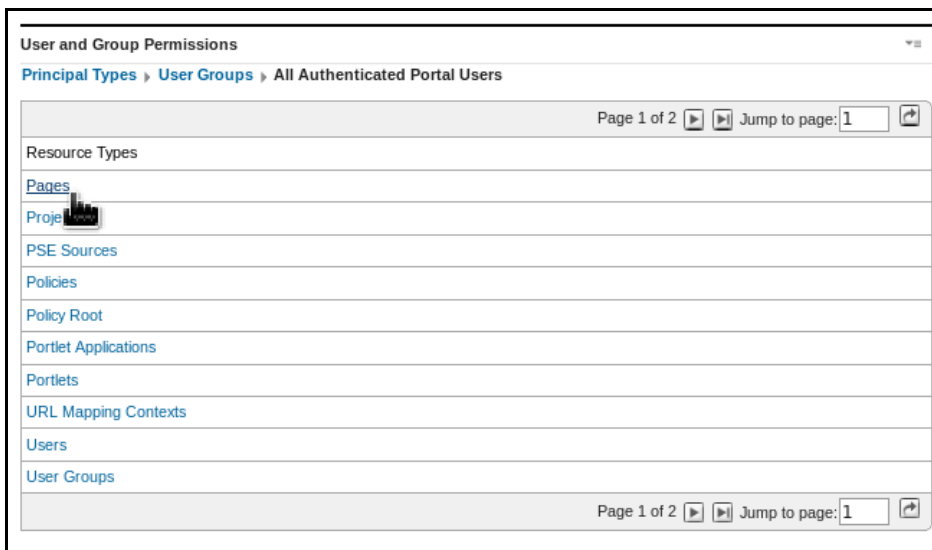 User and Group Permissions
Principal Types User Groups All Authenticated Portal Users
Page 1 of 2 Jump to page: 1
Resource Types
Pages
PSE Sources
Policies
Policy Root
Portlet Applications
Portlets
URL Mapping Contexts
Users
User Groups
Page 1 of 2 Jump to page: 1